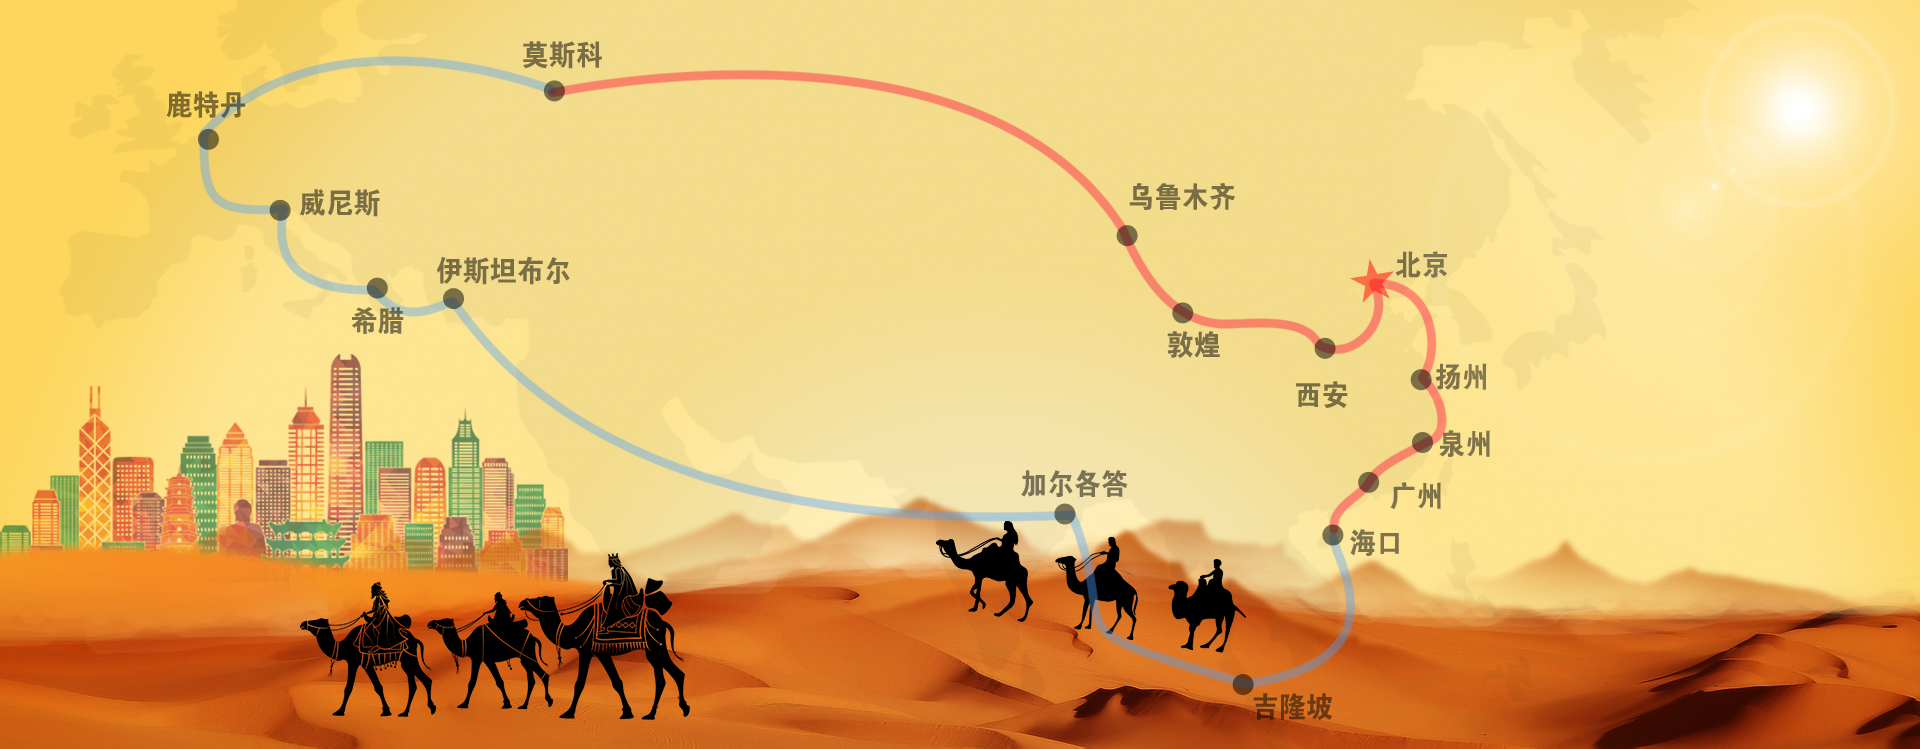 莫斯科
鹿特丹
威尼斯
乌鲁木齐
北京
伊斯坦布尔
希腊
敦煌
西安
扬州
泉州
加尔各答
广州
海口
吉隆坡